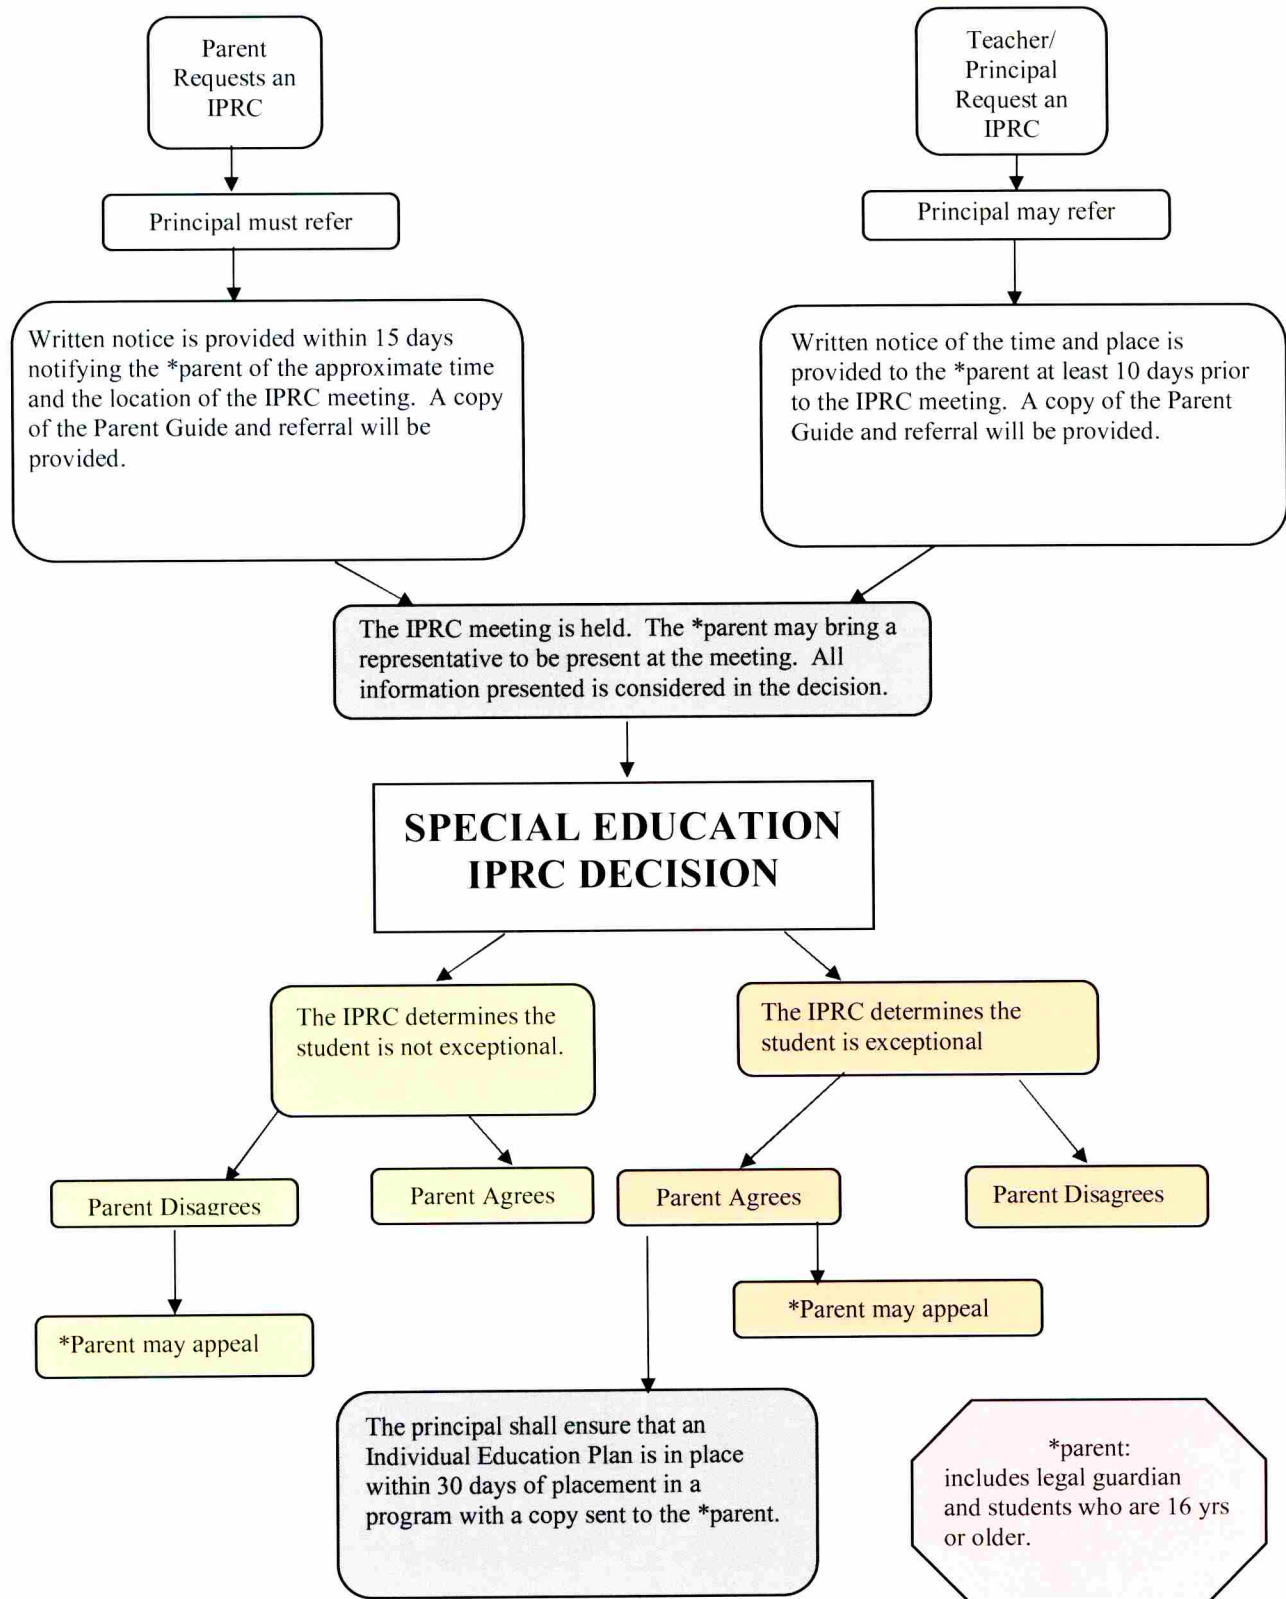 Parent
Requests an
IPRC
Teacher/
Principal
Request an
IPRC
Principal must refer
Principal may refer
Written notice is provided within 15 days
notifying the *parent of the approximate time
and the location of the IPRC meeting.  A copy
of the Parent Guide and referral will be
provided.
Written notice of the time and place is
provided to the *parent at least 10 days prior
to the IPRC meeting.  A copy of the Parent
Guide and referral will be provided.
The IPRC meeting is held.  The *parent may bring a
representative to be present at the meeting.  All
information presented is considered in the decision.
SPECIAL EDUCATION
IPRC DECISION
The IPRC determines the
student is not exceptional.
The IPRC determines the
student is exceptional
Parent Disagrees
Parent Agrees
Parent Agrees
Parent Disagrees
*Parent may appeal
*Parent may appeal
The principal shall ensure that an
Individual Education Plan is in place
within 30 days of placement in a
program with a copy sent to the *parent.
*parent:
includes legal guardian
and students who are 16 yrs
or older.